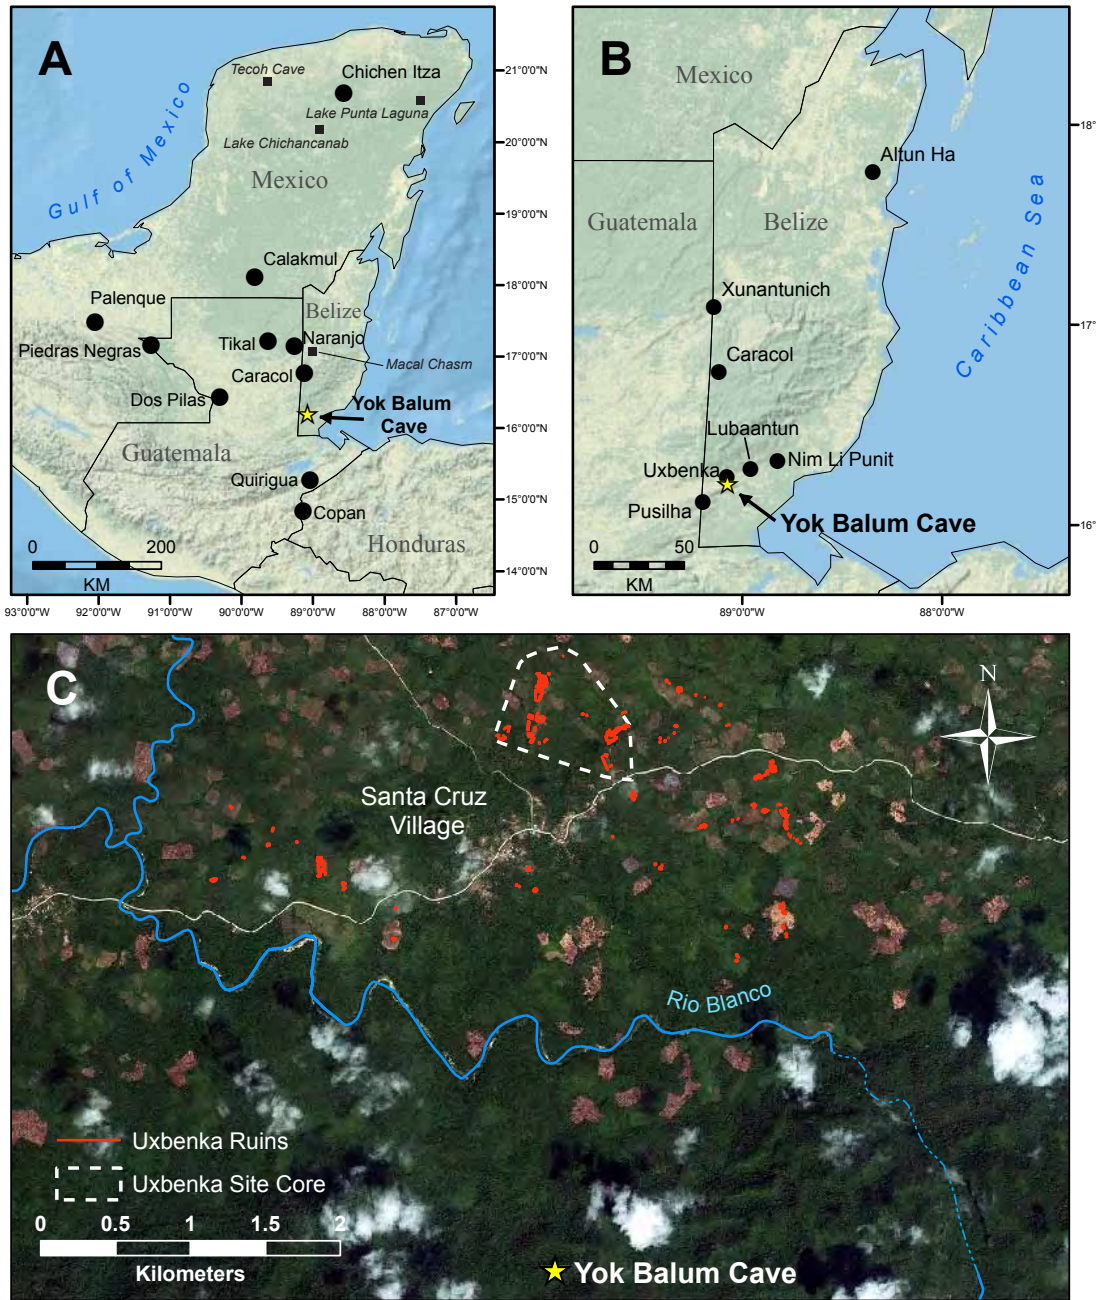 A
Tecoh Cave
Chichen Itza
Lake Punta Laguna
Lake Chichancanab
Mexico
Gulf of Mexico
Calakmul
Palenque
Belize
Piedras Negras
Tikal
Naranjo
Macal Chasm
Caracol
Dos Pilas
Yok Balum
Cave
Guatemala
Quirigua
Copan
Honduras
0 200
KM
21°0'0"N
20°0'0"N
19°0'0"N
18°0'0"N
17°0'0"N
16°0'0"N
15°0'0"N
14°0'0"N
93°0'0"W 92°0'0"W 91°0'0"W 90°0'0"W 89°0'0"W 88°0'0"W 87°0'0"W
B
Mexico
Altun Ha
Guatemala
Belize
Caribbean Sea
Xunantunich
Caracol
Lubaantun
Nim Li Punit
Uxbenka
Pusilha
Yok Balum Cave
0 50
KM
18°
17°
16°
89°0'0"W 88°0'0"W
C
N
Santa Cruz
Village
Rio Blanco
Uxbenka Ruins
Uxbenka Site Core
0 0.5 1 1.5 2
Kilometers
Yok Balum Cave